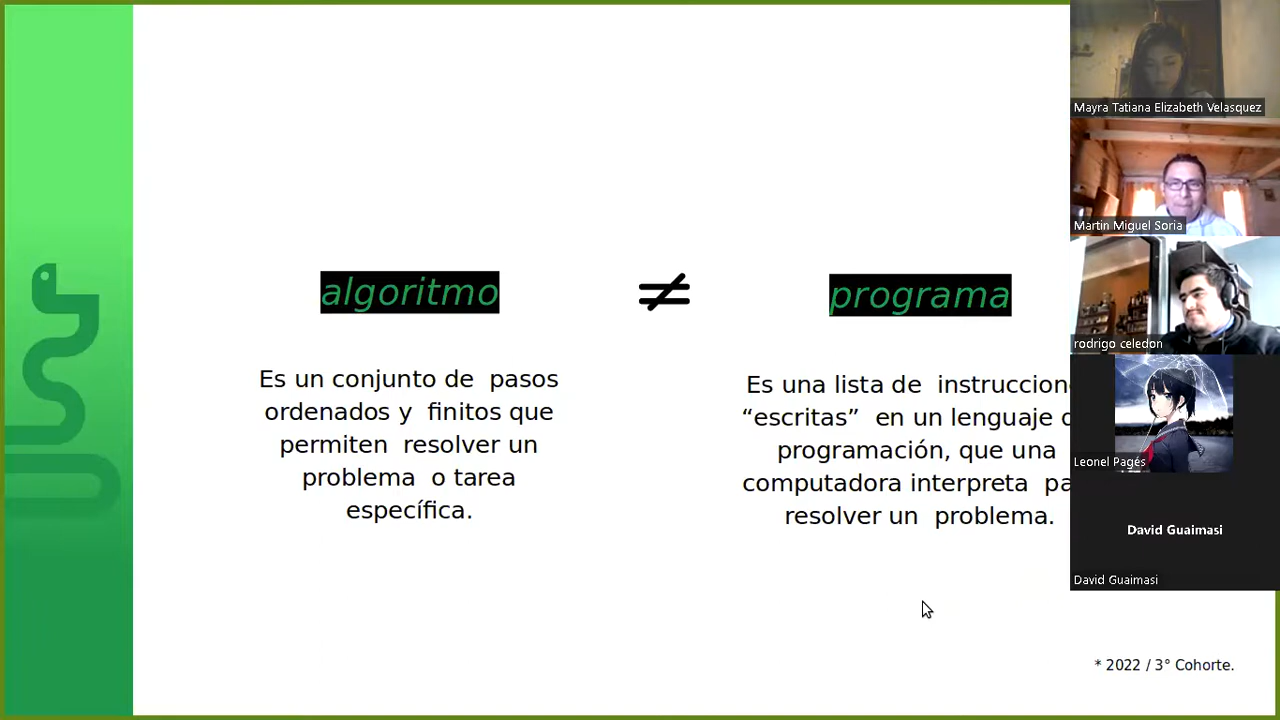 algoritmo ≠ programa
Es un conjunto de pasos
ordenados y finitos que
permiten resolver un
problema o tarea
específica.
Es una lista de
“escritas” en un lenguaje
programación, que una
computadora interpreta
resolver un problema.
* 2022 / 3° Cohorte.
Mayra Tatiana Elizabeth Velasquez
Martin Miguel Soria
rodrigo celedon
Leonel Pagés
David Guaimasi
David Guaimasi